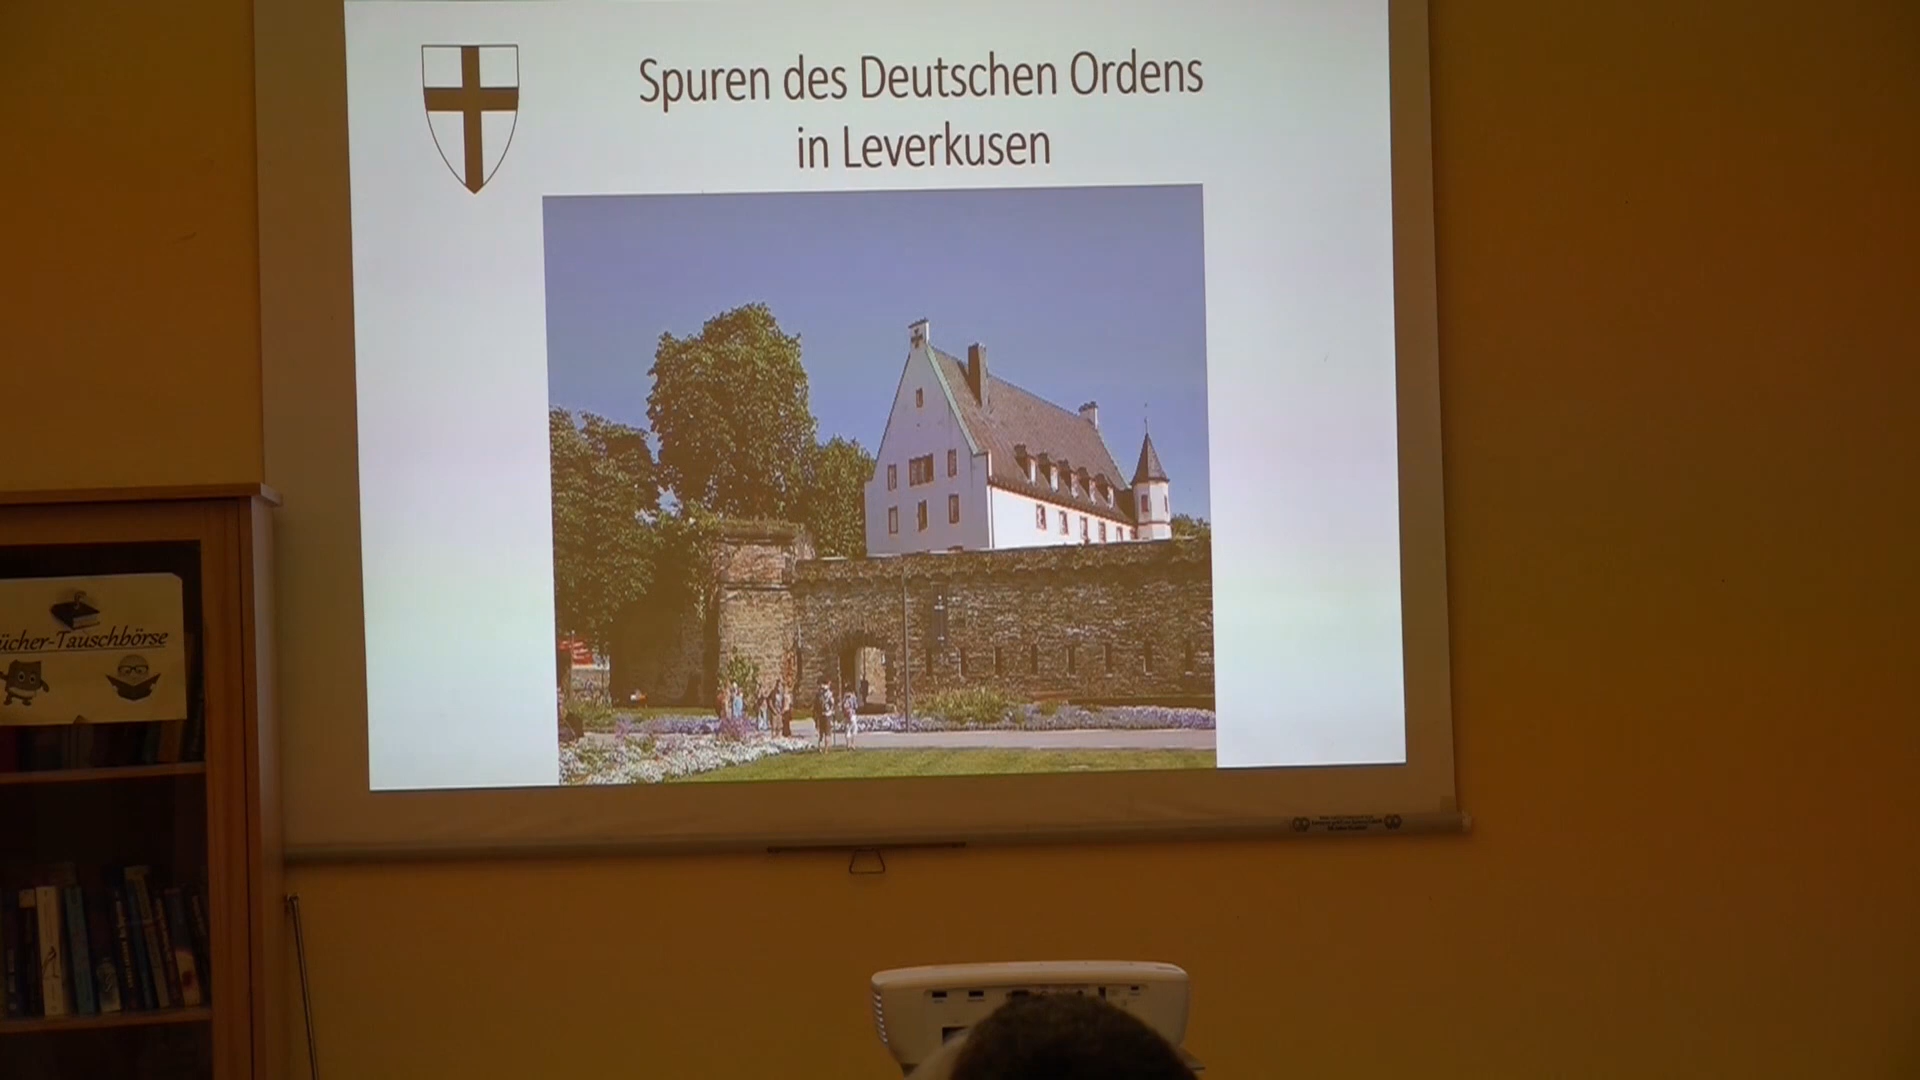 Spuren des Deutschen Ordens
in Leverkusen
ücher-Tauschbörse